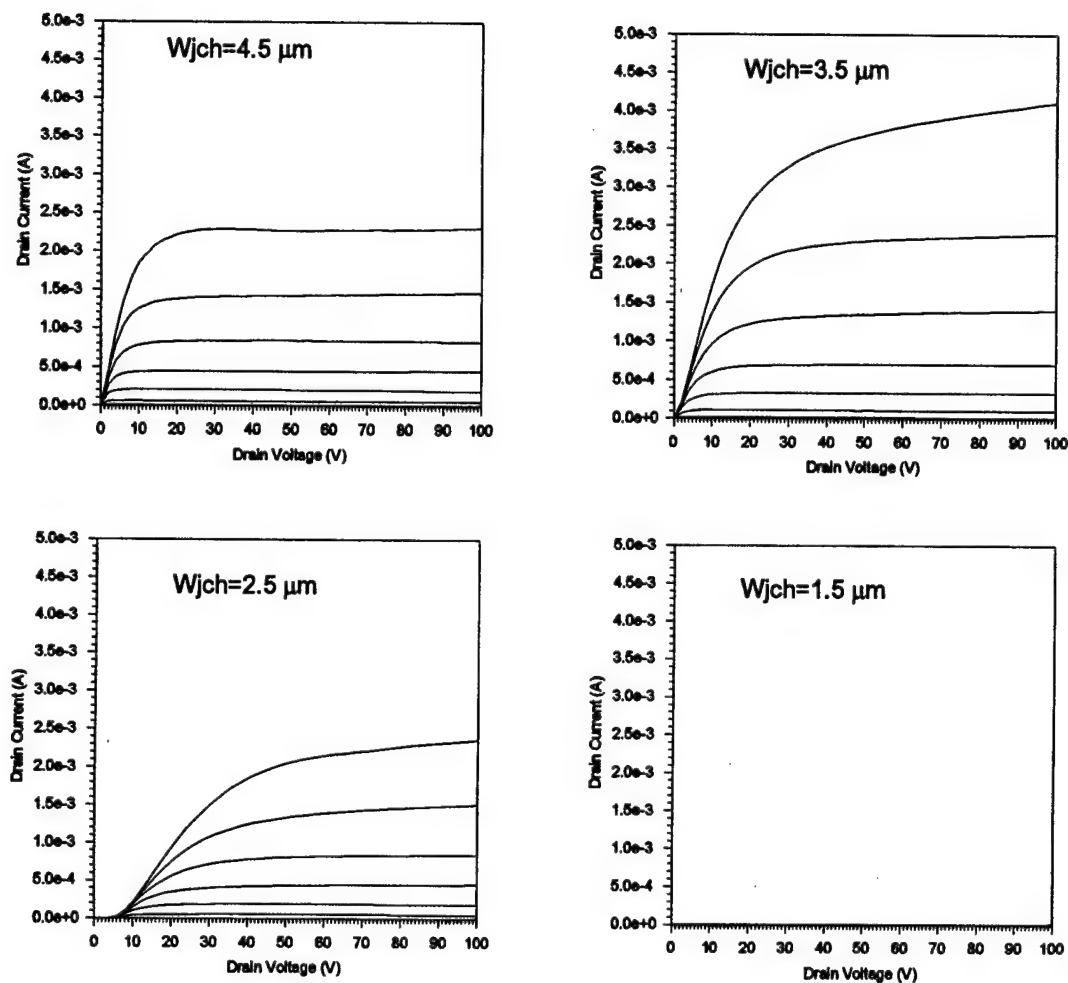 Wjch=4.5 μm
Drain Current (A)
5.0e-3
4.5e-3
4.0e-3
3.5e-3
3.0e-3
2.5e-3
2.0e-3
1.5e-3
1.0e-3
5.0e-4
0.0e+0
0 10 20 30 40 50 60 70 80 90 100
Drain Voltage (V)
Wjch=3.5 μm
Drain Current (A)
5.0e-3
4.5e-3
4.0e-3
3.5e-3
3.0e-3
2.5e-3
2.0e-3
1.5e-3
1.0e-3
5.0e-4
0.0e+0
0 10 20 30 40 50 60 70 80 90 100
Drain Voltage (V)
Wjch=2.5 μm
Drain Current (A)
5.0e-3
4.5e-3
4.0e-3
3.5e-3
3.0e-3
2.5e-3
2.0e-3
1.5e-3
1.0e-3
5.0e-4
0.0e+0
0 10 20 30 40 50 60 70 80 90 100
Drain Voltage (V)
Wjch=1.5 μm
Drain Current (A)
5.0e-3
4.5e-3
4.0e-3
3.5e-3
3.0e-3
2.5e-3
2.0e-3
1.5e-3
1.0e-3
5.0e-4
0.0e+0
0 10 20 30 40 50 60 70 80 90 100
Drain Voltage (V)